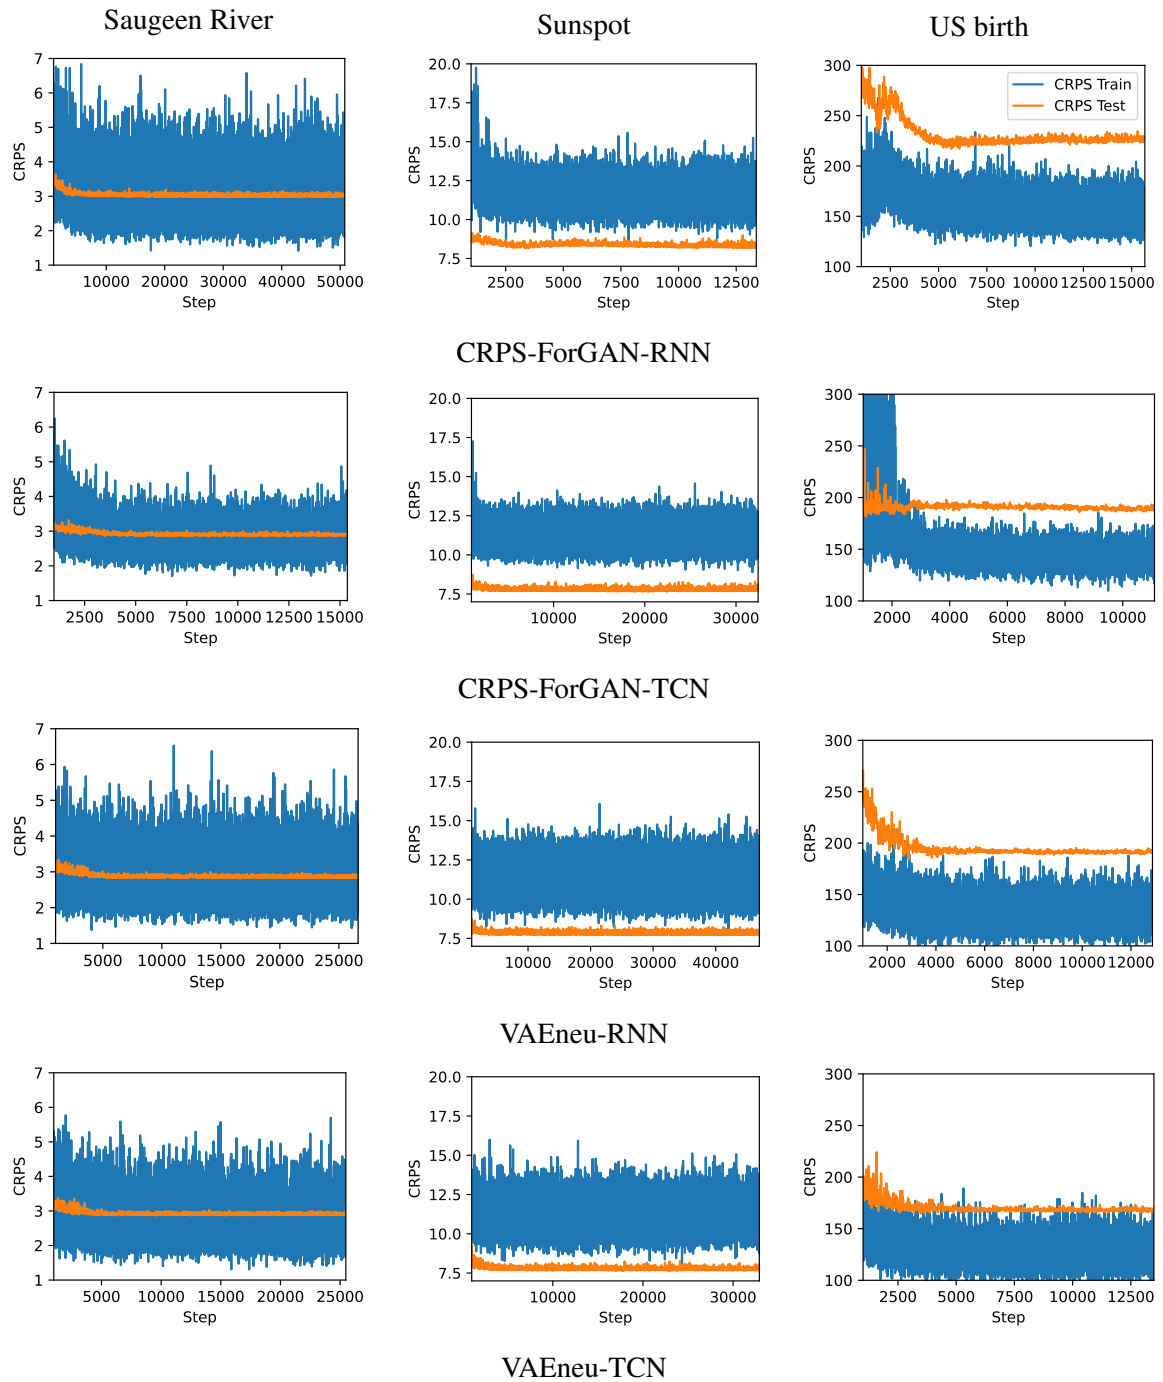 Saugeen River
Sunspot
US birth
7
6
5
4
3
2
1
CRPS
10000 20000 30000 40000 50000
Step
20.0
17.5
15.0
12.5
10.0
7.5
CRPS
2500 5000 7500 10000 12500
Step
300
250
200
150
100
CRPS
CRPS Train
CRPS Test
2500 5000 7500 10000 12500 15000
Step
CRPS-ForGAN-RNN
7
6
5
4
3
2
1
CRPS
2500 5000 7500 10000 12500 15000
Step
20.0
17.5
15.0
12.5
10.0
7.5
CRPS
10000 20000 30000
Step
300
250
200
150
100
CRPS
2000 4000 6000 8000 10000
Step
CRPS-ForGAN-TCN
7
6
5
4
3
2
1
CRPS
5000 10000 15000 20000 25000
Step
20.0
17.5
15.0
12.5
10.0
7.5
CRPS
10000 20000 30000 40000
Step
300
250
200
150
100
CRPS
2000 4000 6000 8000 10000 12000
Step
VAEneu-RNN
7
6
5
4
3
2
1
CRPS
5000 10000 15000 20000 25000
Step
20.0
17.5
15.0
12.5
10.0
7.5
CRPS
10000 20000 30000
Step
300
250
200
150
100
CRPS
2500 5000 7500 10000 12500
Step
VAEneu-TCN